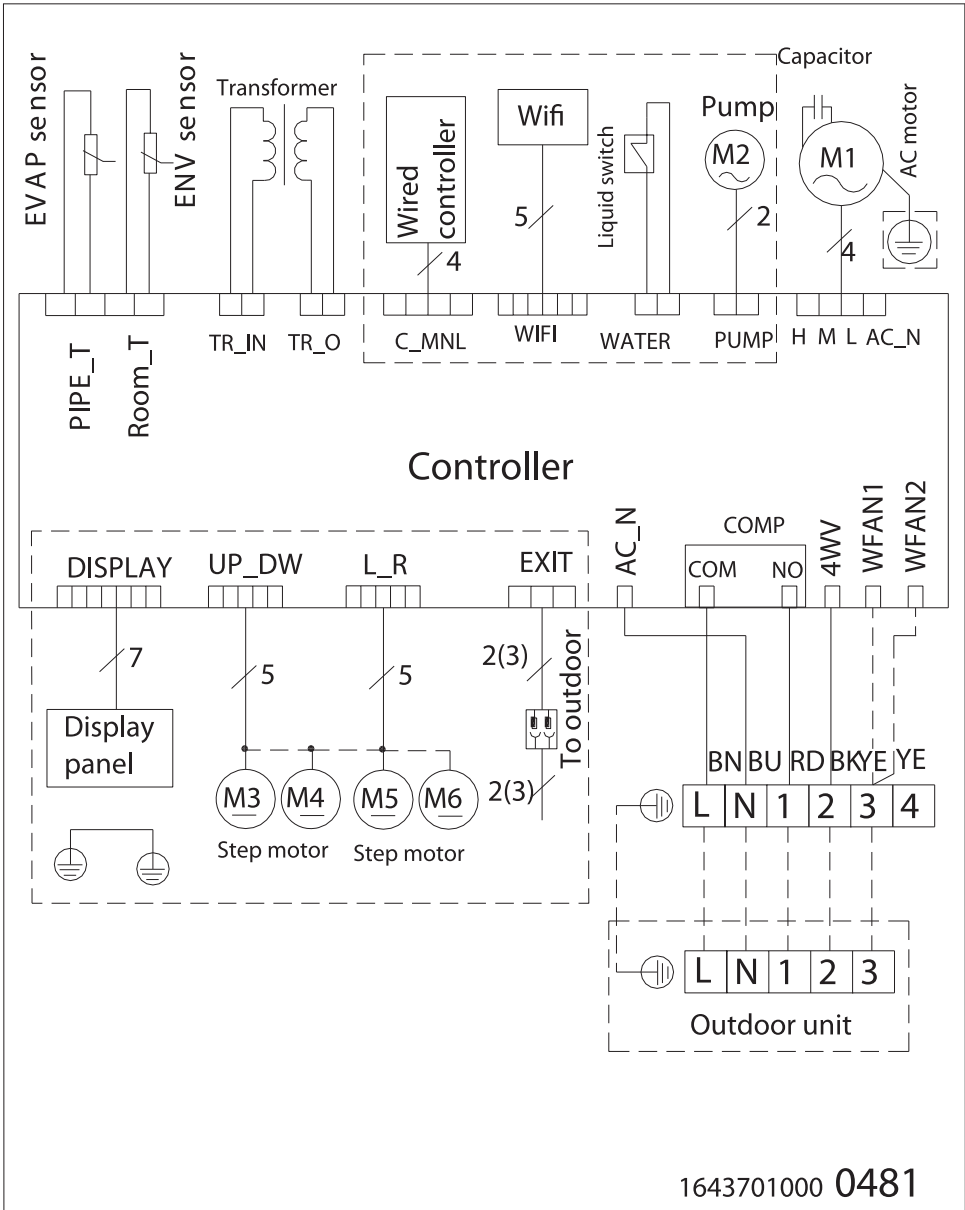 EVAP sensor
ENV sensor
Transformer
Wired
controller
4
Wifi
5
Liquid switch
Pump
M2
2
Capacitor
M1
AC motor
4
PIPE_T
Room_T
TR_IN
TR_O
C_MNL
WIFI
WATER
PUMP
H M L AC_N
Controller
DISPLAY
UP_DW
L_R
EXIT
AC_N
COMP
COM
NO
4WV
WFAN1
WFAN2
7
5
5
2(3)
To outdoor
2(3)
Display
panel
M3
M4
M5
M6
Step motor
Step motor
BN BU RD BK YE YE
L N 1 2 3 4
L N 1 2 3
Outdoor unit
1643701000 0481